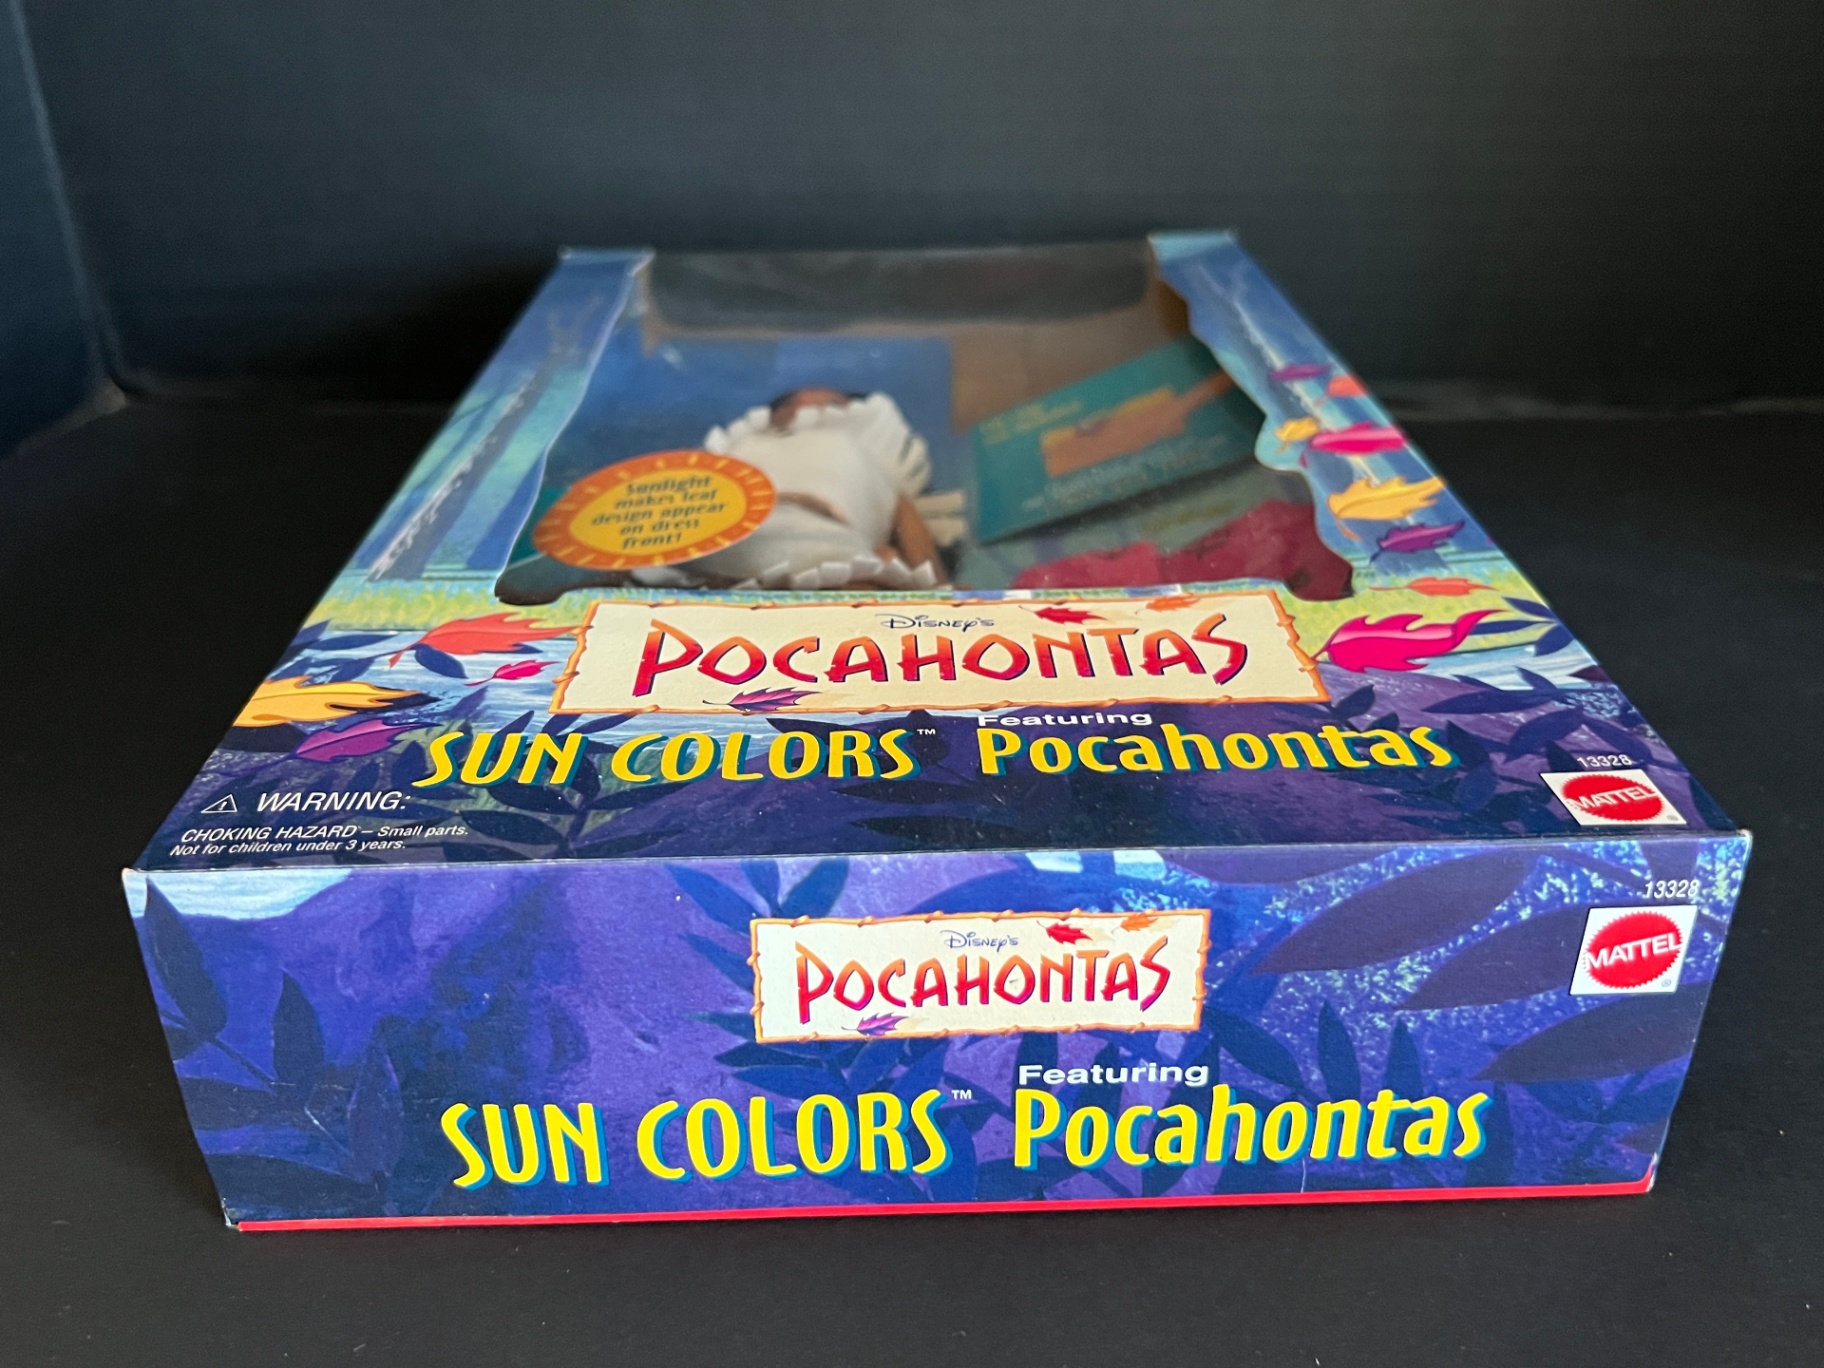 Sunlight
makes leaf
design appear
on dress
front!
Disney's
POCAHONTAS
Featuring
SUN COLORS™ Pocahontas
13328
MATTEL
®
⚠ WARNING:
CHOKING HAZARD – Small parts.
Not for children under 3 years.
13328
Disney's
POCAHONTAS
MATTEL
®
Featuring
SUN COLORS™ Pocahontas